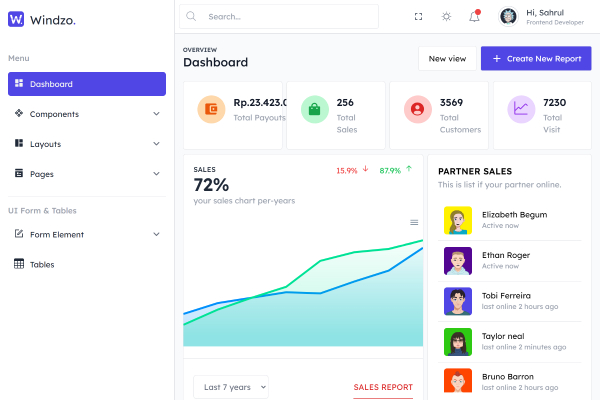 W.
Windzo.
Search...
Hi, Sahrul
Frontend Developer
Menu
Dashboard
Components
Layouts
Pages
UI Form & Tables
Form Element
Tables
OVERVIEW
Dashboard
New view
+ Create New Report
Rp.23.423.0
Total Payouts
256
Total
Sales
3569
Total
Customers
7230
Total
Visit
SALES
72%
your sales chart per-years
15.9%
87.9%
Last 7 years
SALES REPORT
PARTNER SALES
This is list if your partner online.
Elizabeth Begum
Active now
Ethan Roger
Active now
Tobi Ferreira
last online 2 hours ago
Taylor neal
last online 2 minutes ago
Bruno Barron
last online 2 hours ago